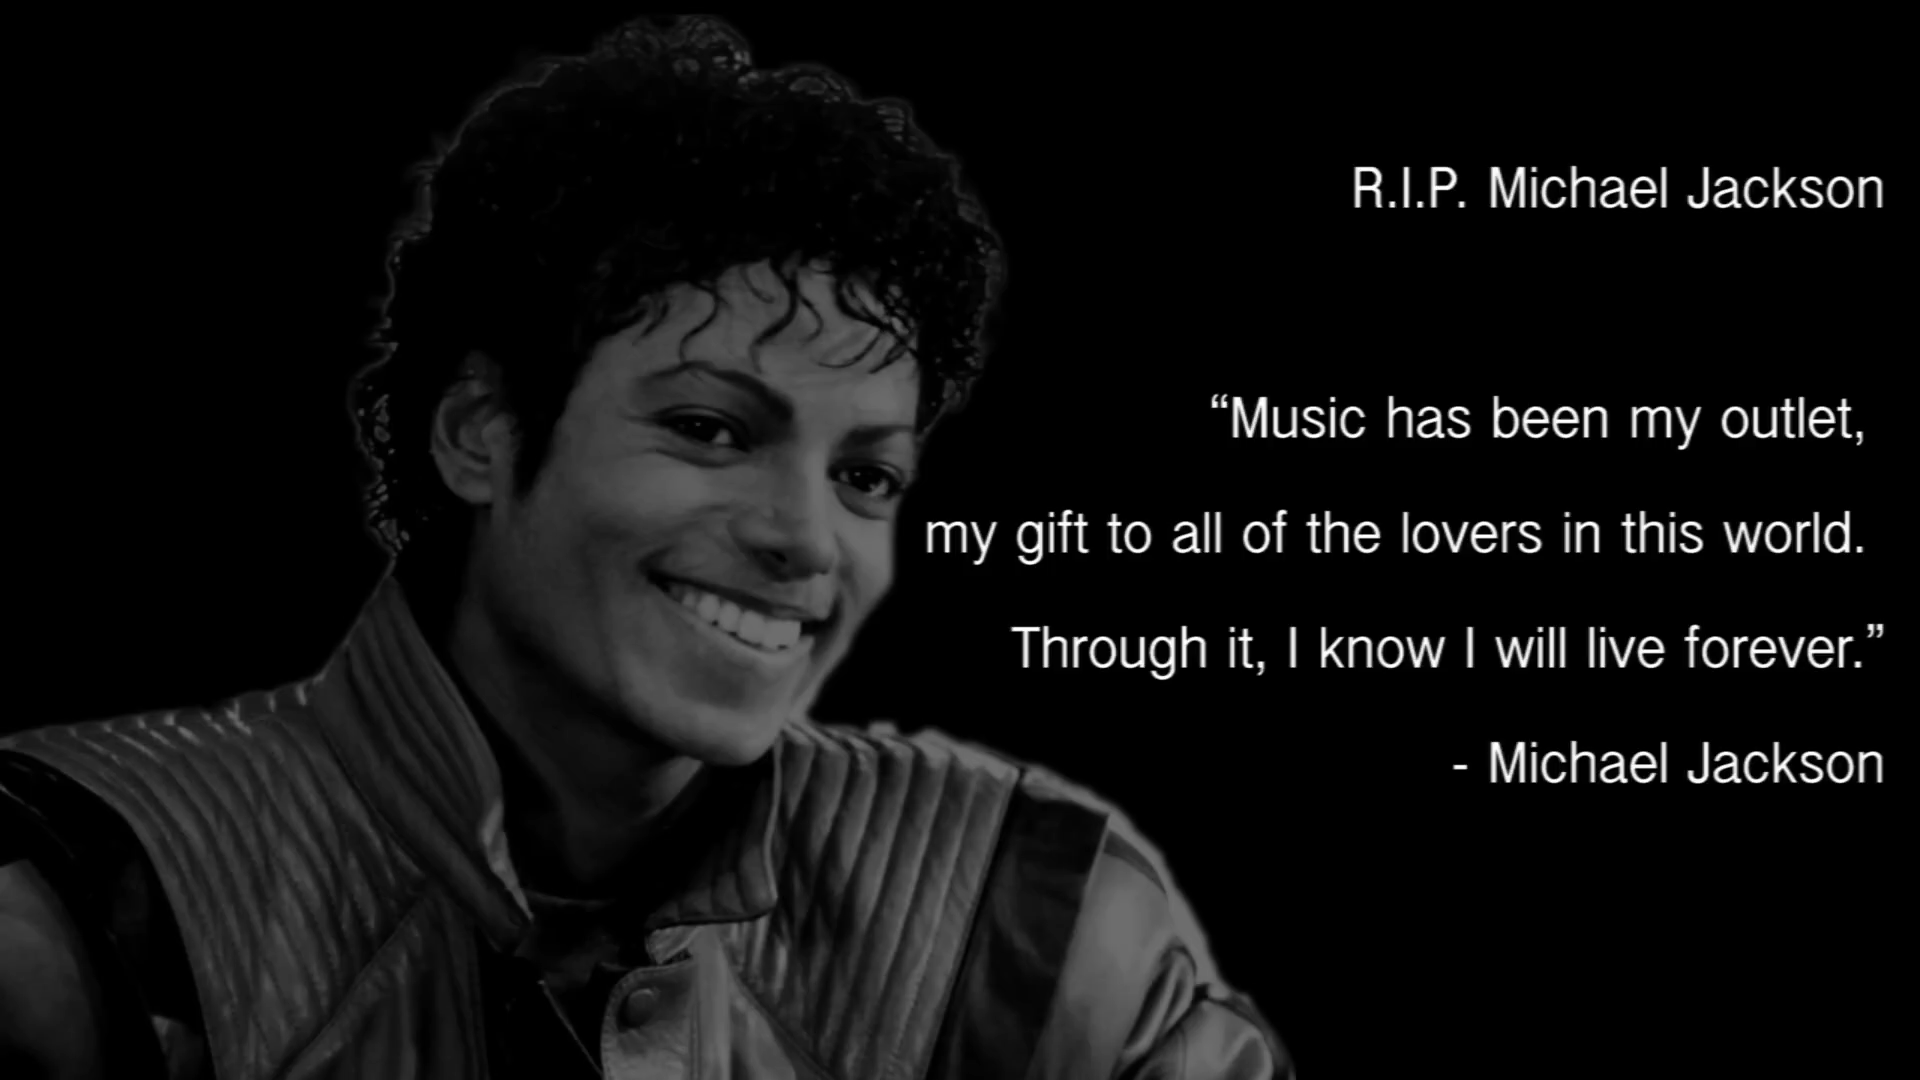 R.I.P. Michael Jackson
“Music has been my outlet,
my gift to all of the lovers in this world.
Through it, I know I will live forever.”
- Michael Jackson